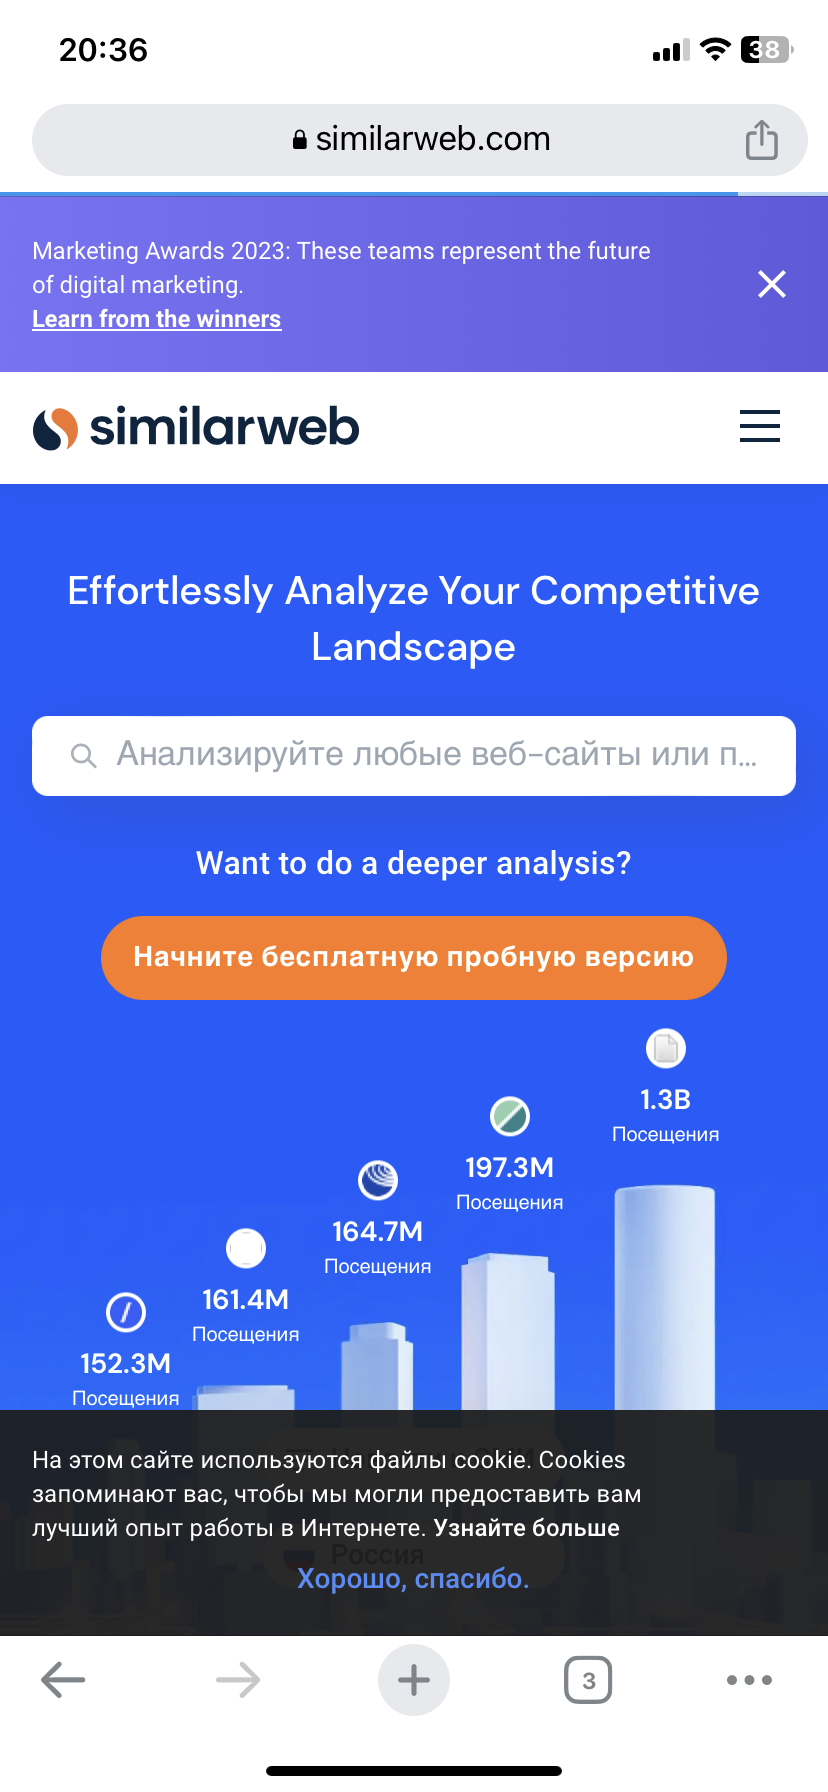 20:36
38
similarweb.com
Marketing Awards 2023: These teams represent the future
of digital marketing.
Learn from the winners
similarweb
Effortlessly Analyze Your Competitive
Landscape
Анализируйте любые веб-сайты или п...
Want to do a deeper analysis?
Начните бесплатную пробную версию
1.3B
Посещения
197.3M
Посещения
164.7M
Посещения
161.4M
Посещения
152.3M
Посещения
На этом сайте используются файлы cookie. Cookies
запоминают вас, чтобы мы могли предоставить вам
лучший опыт работы в Интернете. Узнайте больше
Россия
Хорошо, спасибо.
3